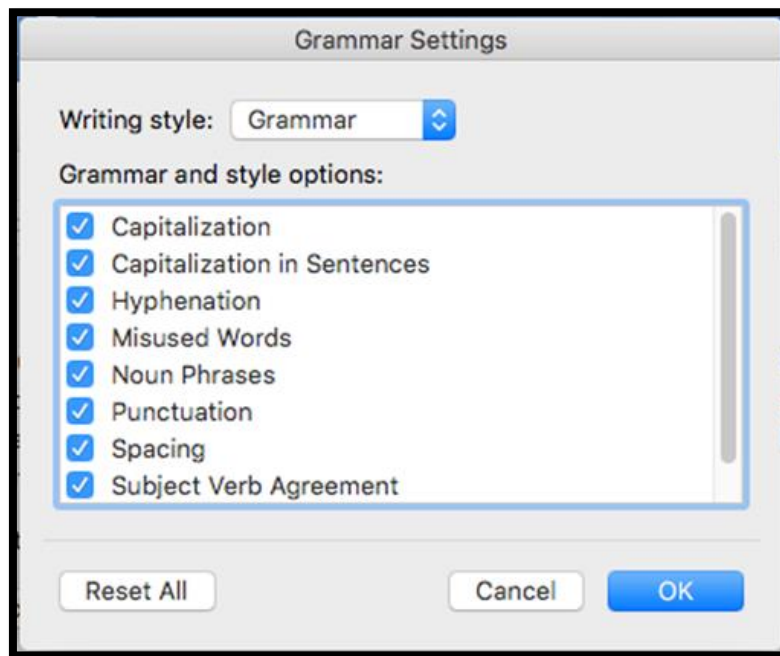 Grammar Settings
Writing style: Grammar
Grammar and style options:
Capitalization
Capitalization in Sentences
Hyphenation
Misused Words
Noun Phrases
Punctuation
Spacing
Subject Verb Agreement
Reset All Cancel OK